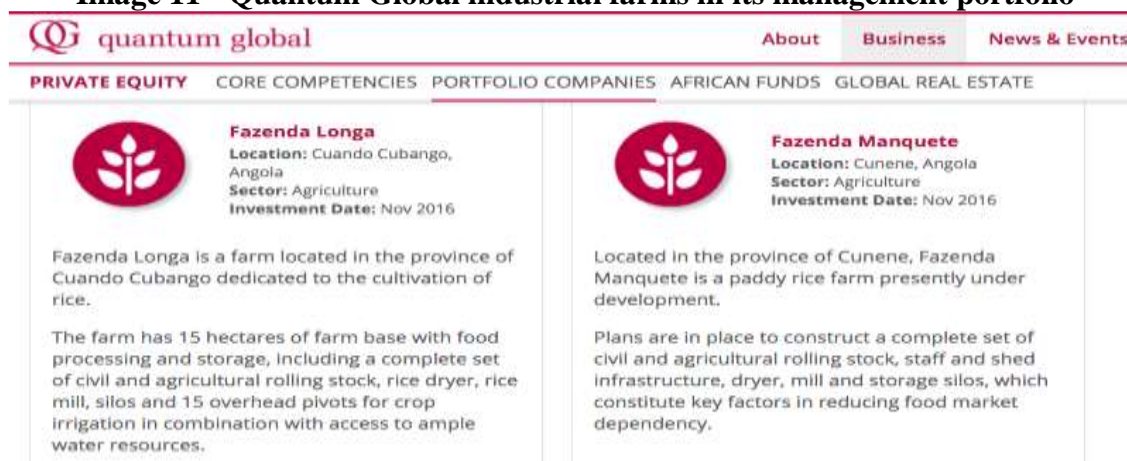 Image 11 – Quantum Global industrial farms in its management portfolio
QG quantum global
About Business News & Events
PRIVATE EQUITY CORE COMPETENCIES PORTFOLIO COMPANIES AFRICAN FUNDS GLOBAL REAL ESTATE
Fazenda Longa
Location: Cuando Cubango,
Angola
Sector: Agriculture
Investment Date: Nov 2016
Fazenda Longa is a farm located in the province of
Cuando Cubango dedicated to the cultivation of
rice.
The farm has 15 hectares of farm base with food
processing and storage, including a complete set
of civil and agricultural rolling stock, rice dryer, rice
mill, silos and 15 overhead pivots for crop
irrigation in combination with access to ample
water resources.
Fazenda Manquete
Location: Cunene, Angola
Sector: Agriculture
Investment Date: Nov 2016
Located in the province of Cunene, Fazenda
Manquete is a paddy rice farm presently under
development.
Plans are in place to construct a complete set of
civil and agricultural rolling stock, staff and shed
infrastructure, dryer, mill and storage silos, which
constitute key factors in reducing food market
dependency.